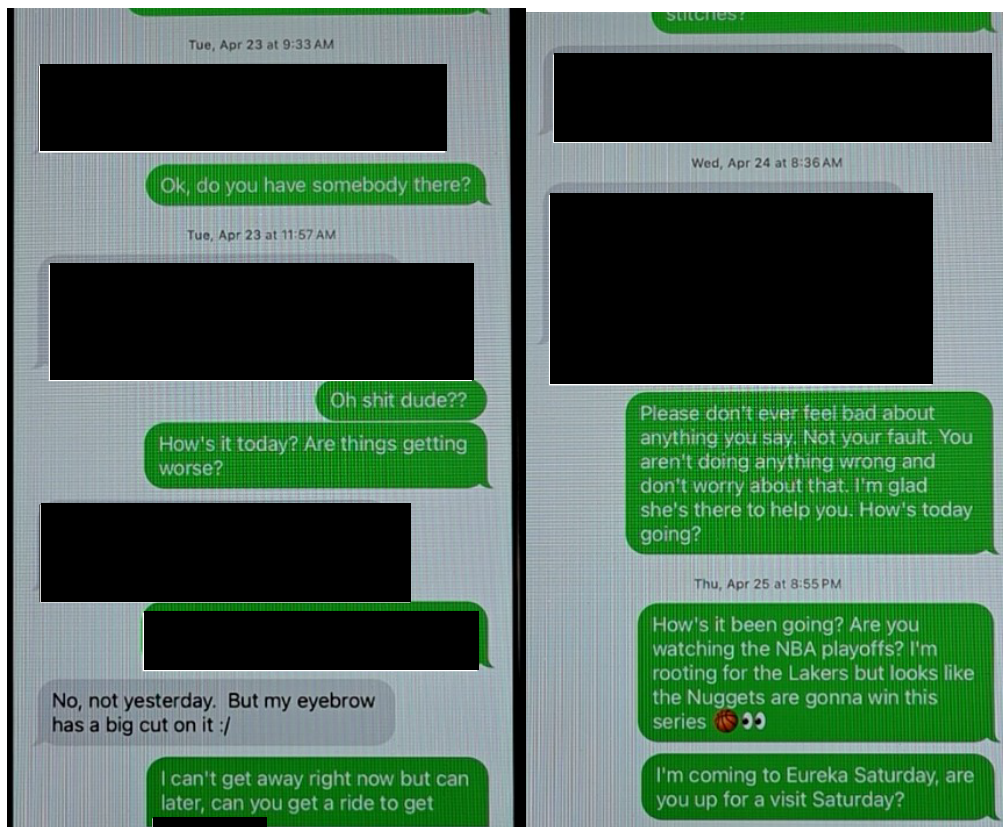 Tue, Apr 23 at 9:33 AM
Ok, do you have somebody there?
Tue, Apr 23 at 11:57 AM
Oh shit dude??
How's it today? Are things getting
worse?
No, not yesterday.  But my eyebrow
has a big cut on it :/
I can't get away right now but can
later, can you get a ride to get
stitches?
Wed, Apr 24 at 8:36 AM
Please don't ever feel bad about
anything you say. Not your fault. You
aren't doing anything wrong and
don't worry about that. I'm glad
she's there to help you. How's today
going?
Thu, Apr 25 at 8:55 PM
How's it been going? Are you
watching the NBA playoffs? I'm
rooting for the Lakers but looks like
the Nuggets are gonna win this
series 🏀👀
I'm coming to Eureka Saturday, are
you up for a visit Saturday?